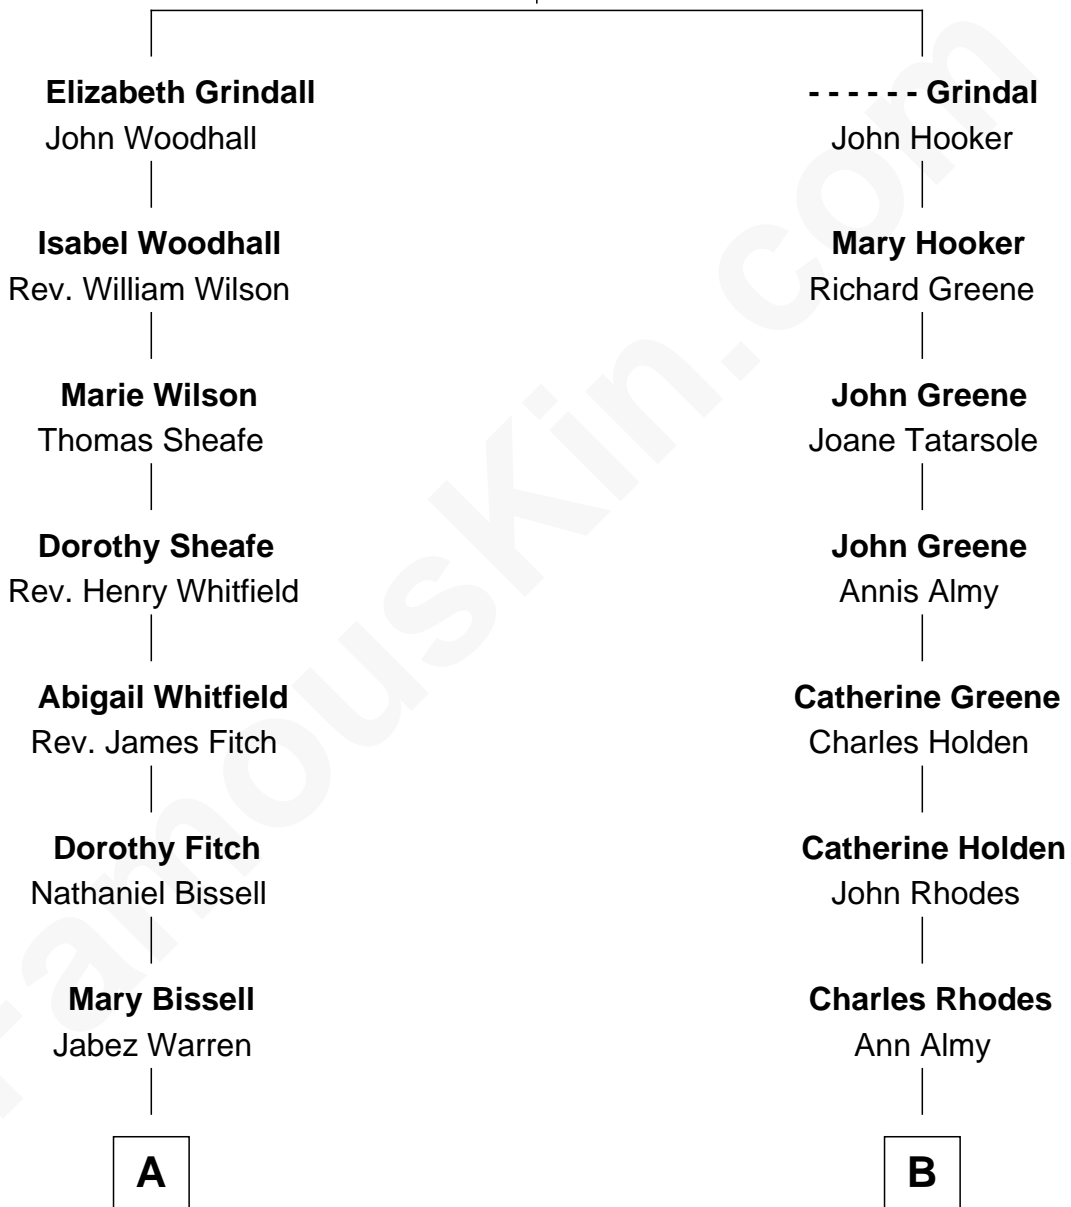 Elizabeth Grindall
John Woodhall
Isabel Woodhall
Rev. William Wilson
Marie Wilson
Thomas Sheafe
Dorothy Sheafe
Rev. Henry Whitfield
Abigail Whitfield
Rev. James Fitch
Dorothy Fitch
Nathaniel Bissell
Mary Bissell
Jabez Warren
A
- - - - - - Grindal
John Hooker
Mary Hooker
Richard Greene
John Greene
Joane Tatarsole
John Greene
Annis Almy
Catherine Greene
Charles Holden
Catherine Holden
John Rhodes
Charles Rhodes
Ann Almy
B
FamousKin.com